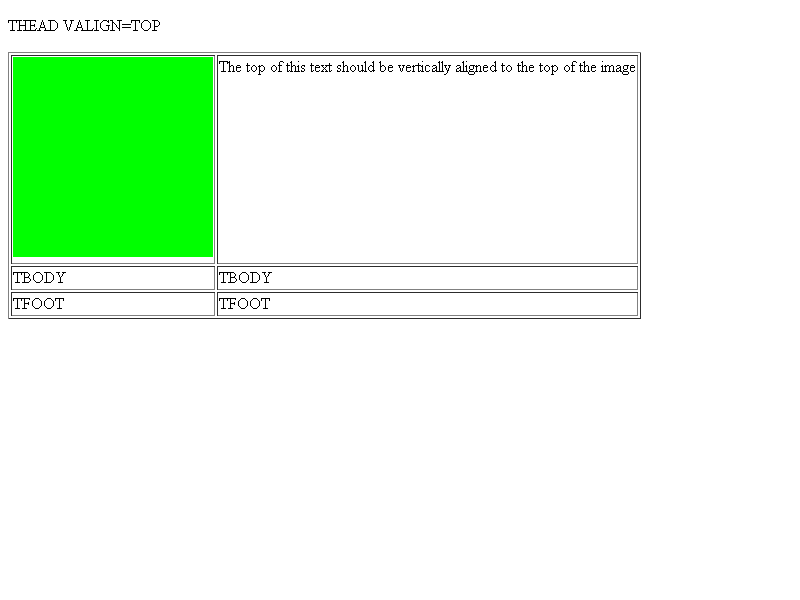 THEAD VALIGN=TOP
The top of this text should be vertically aligned to the top of the image
TBODY TBODY
TFOOT TFOOT